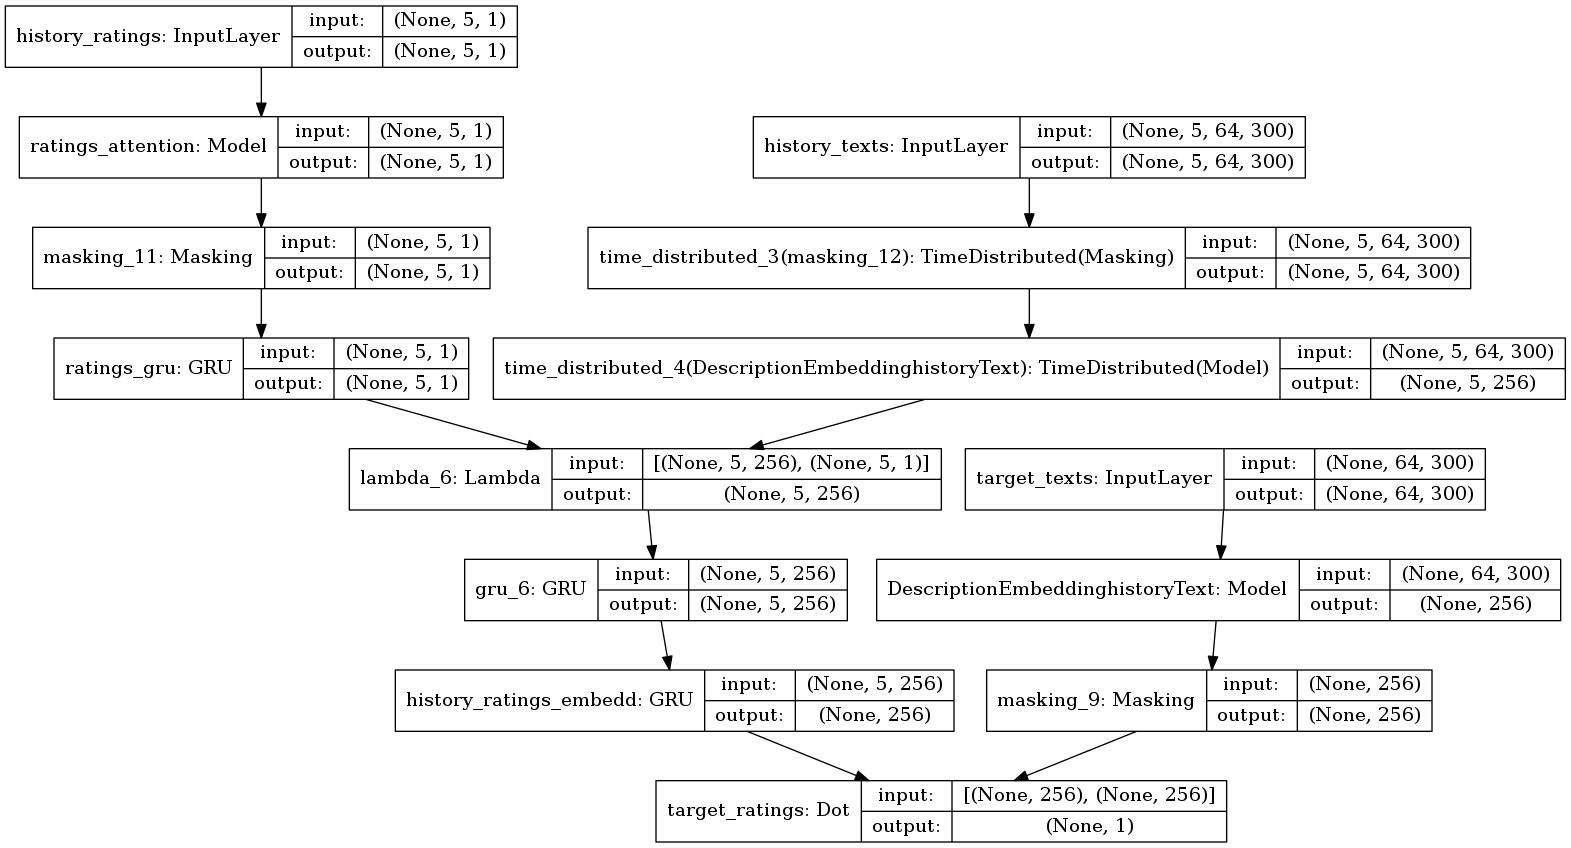 history_ratings: InputLayer
input: (None, 5, 1)
output: (None, 5, 1)
ratings_attention: Model
input: (None, 5, 1)
output: (None, 5, 1)
history_texts: InputLayer
input: (None, 5, 64, 300)
output: (None, 5, 64, 300)
masking_11: Masking
input: (None, 5, 1)
output: (None, 5, 1)
time_distributed_3(masking_12): TimeDistributed(Masking)
input: (None, 5, 64, 300)
output: (None, 5, 64, 300)
ratings_gru: GRU
input: (None, 5, 1)
output: (None, 5, 1)
time_distributed_4(DescriptionEmbeddinghistoryText): TimeDistributed(Model)
input: (None, 5, 64, 300)
output: (None, 5, 256)
lambda_6: Lambda
input: [(None, 5, 256), (None, 5, 1)]
output: (None, 5, 256)
target_texts: InputLayer
input: (None, 64, 300)
output: (None, 64, 300)
gru_6: GRU
input: (None, 5, 256)
output: (None, 5, 256)
DescriptionEmbeddinghistoryText: Model
input: (None, 64, 300)
output: (None, 256)
history_ratings_embedd: GRU
input: (None, 5, 256)
output: (None, 256)
masking_9: Masking
input: (None, 256)
output: (None, 256)
target_ratings: Dot
input: [(None, 256), (None, 256)]
output: (None, 1)